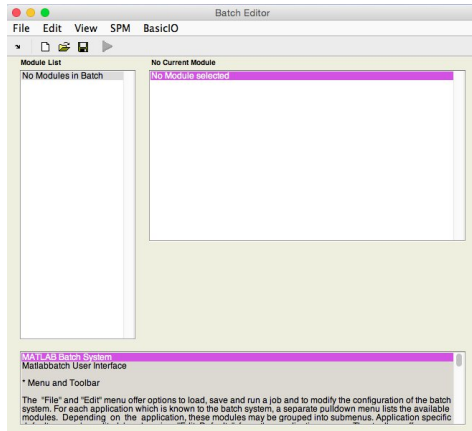 Batch Editor
File Edit View SPM BasicIO
Module List
No Current Module
No Modules in Batch
No Module selected
MATLAB Batch System
Matlabbatch User Interface
* Menu and Toolbar
The "File" and "Edit" menu offer options to load, save and run a job and to modify the configuration of the batch
system. For each application which is known to the batch system, a separate pulldown menu lists the available
modules. Depending on the application, these modules may be grouped into submenus. Application specific